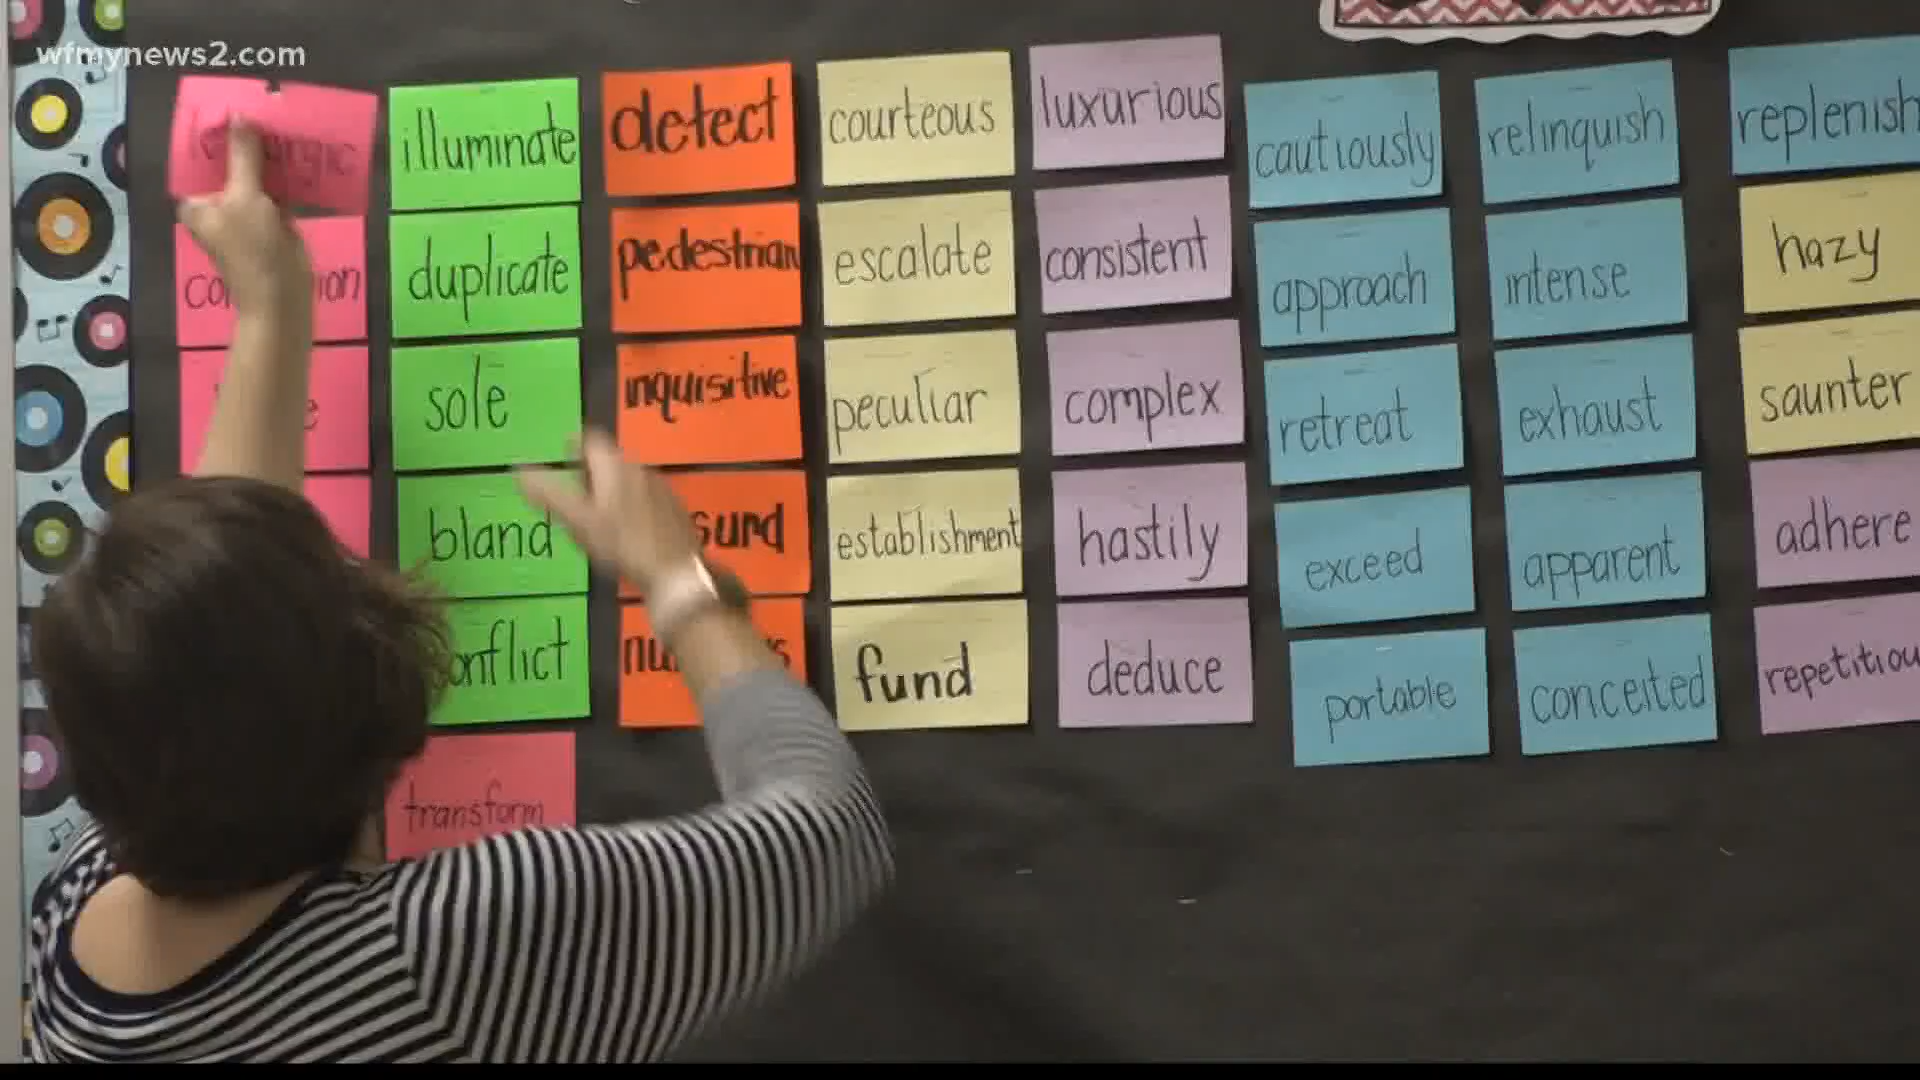 wfmynews2.com
illuminate
detect
courteous
luxurious
cautiously
relinquish
replenish
duplicate
pedestrian
escalate
consistent
approach
intense
hazy
sole
inquisitive
peculiar
complex
retreat
exhaust
saunter
bland
establishment
hastily
exceed
apparent
adhere
fund
deduce
portable
conceited
transform